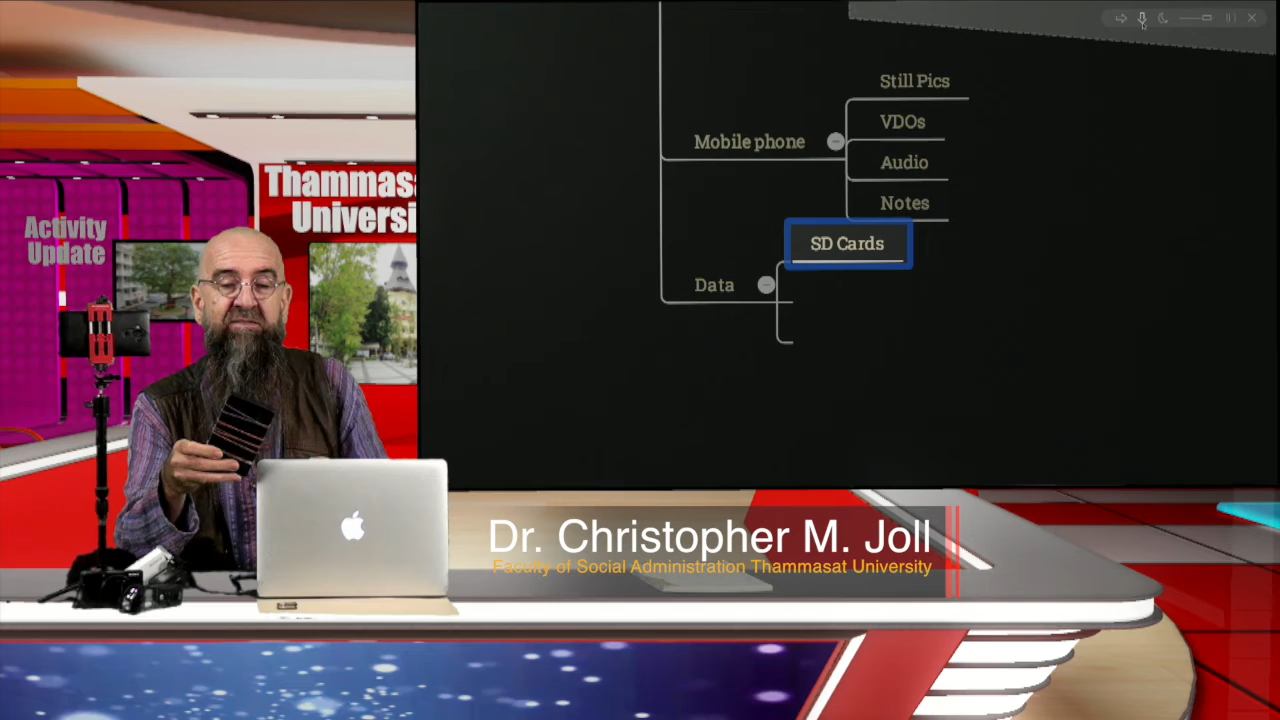 Thammasat
Universi
Activity
Update
Still Pics
VDOs
Mobile phone
Audio
Notes
SD Cards
Data
Dr. Christopher M. Joll
Faculty of Social Administration Thammasat University